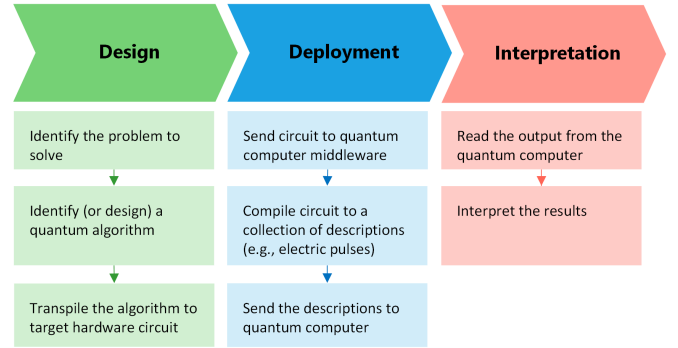 Design
Deployment
Interpretation
Identify the problem to
solve
Identify (or design) a
quantum algorithm
Transpile the algorithm to
target hardware circuit
Send circuit to quantum
computer middleware
Compile circuit to a
collection of descriptions
(e.g., electric pulses)
Send the descriptions to
quantum computer
Read the output from the
quantum computer
Interpret the results